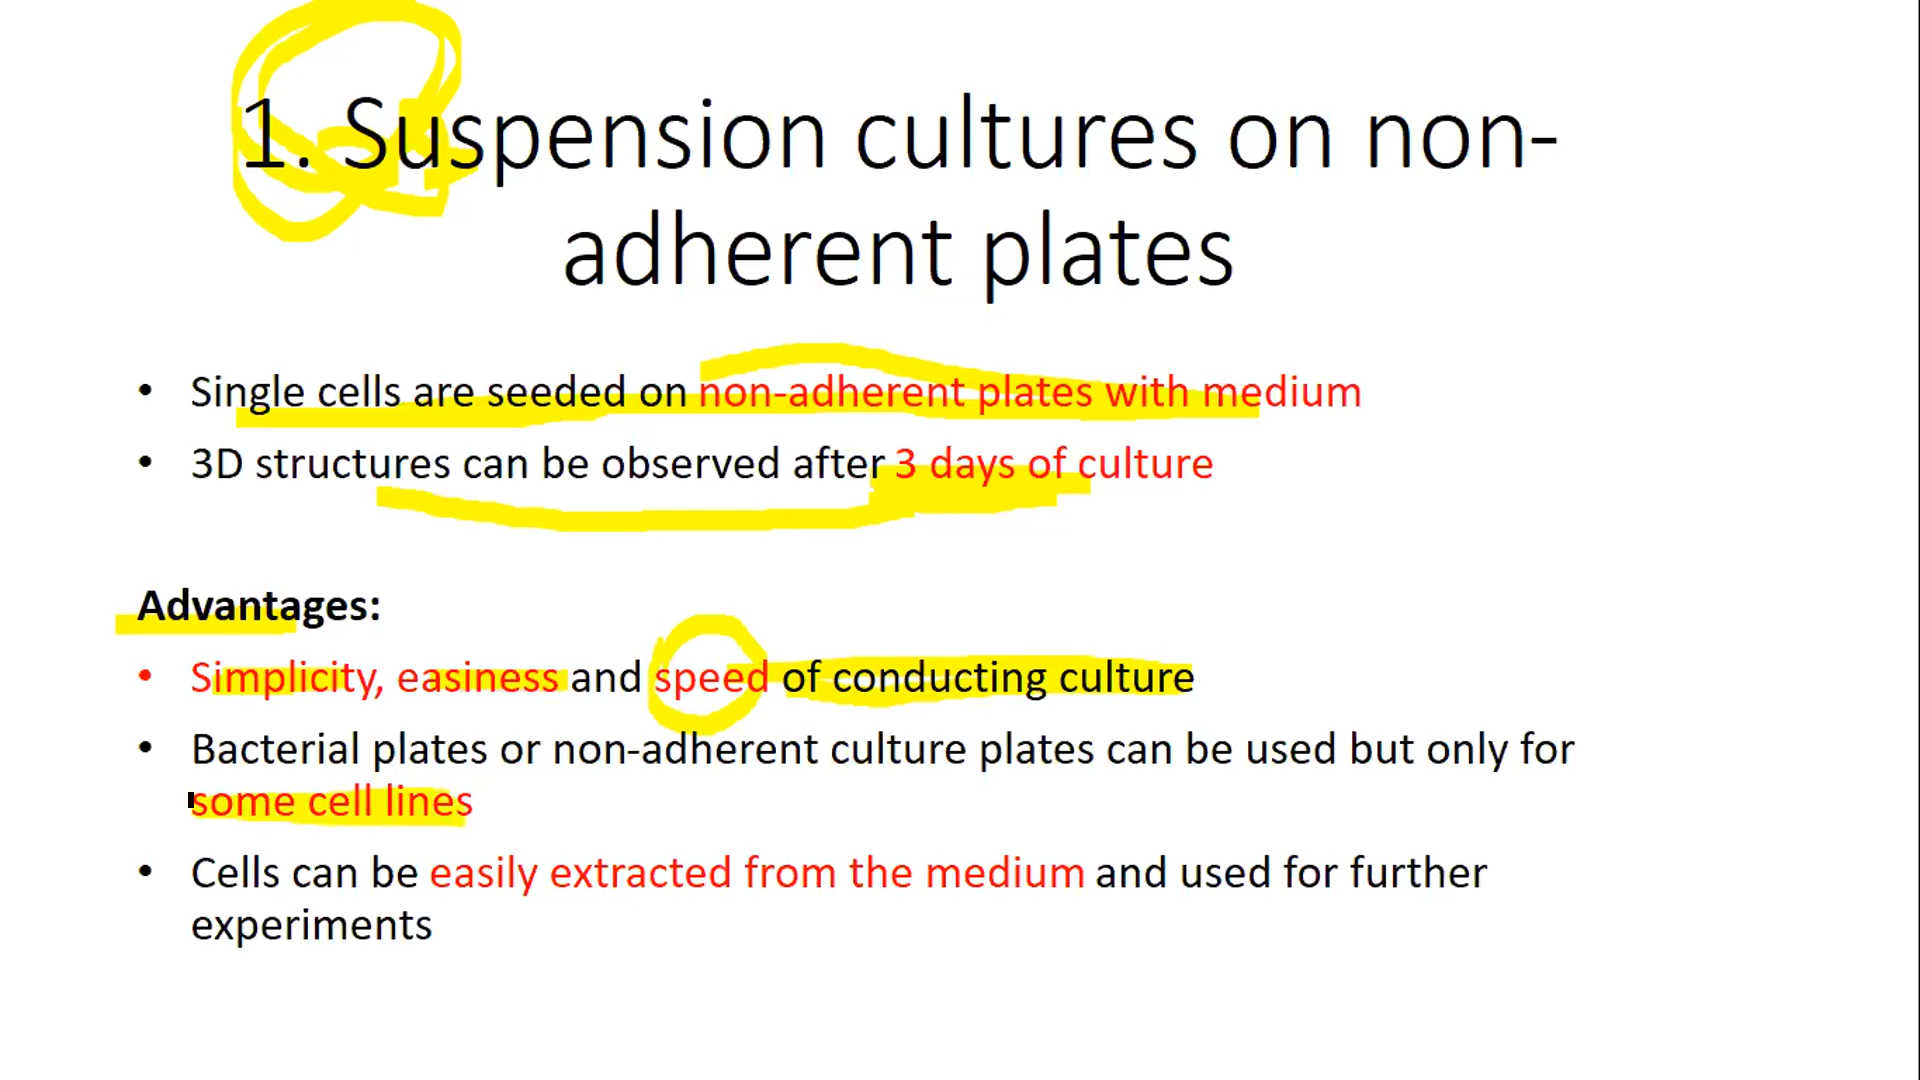 1. Suspension cultures on non-
adherent plates
• Single cells are seeded on non-adherent plates with medium
• 3D structures can be observed after 3 days of culture
Advantages:
• Simplicity, easiness and speed of conducting culture
• Bacterial plates or non-adherent culture plates can be used but only for
some cell lines
• Cells can be easily extracted from the medium and used for further
experiments